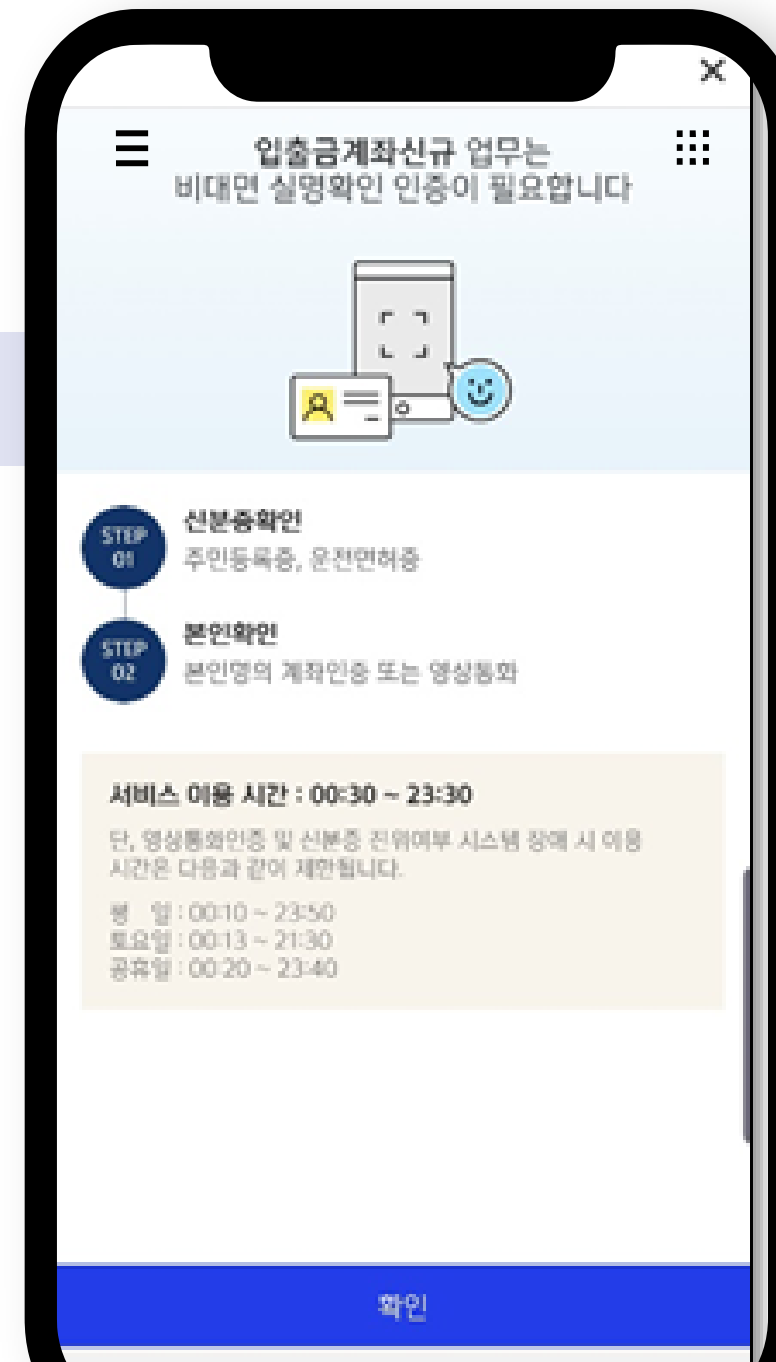 입출금계좌신규 업무는
비대면 실명확인 인증이 필요합니다
STEP
01
신분증확인
주민등록증, 운전면허증
STEP
02
본인확인
본인명의 계좌인증 또는 영상통화
서비스 이용 시간 : 00:30 ~ 23:30
단, 영상통화인증 및 신분증 진위여부 시스템 장애 시 이용
시간은 다음과 같이 제한됩니다.
평 일 : 00:10 ~ 23:50
토요일 : 00:13 ~ 21:30
공휴일 : 00:20 ~ 23:40
확인